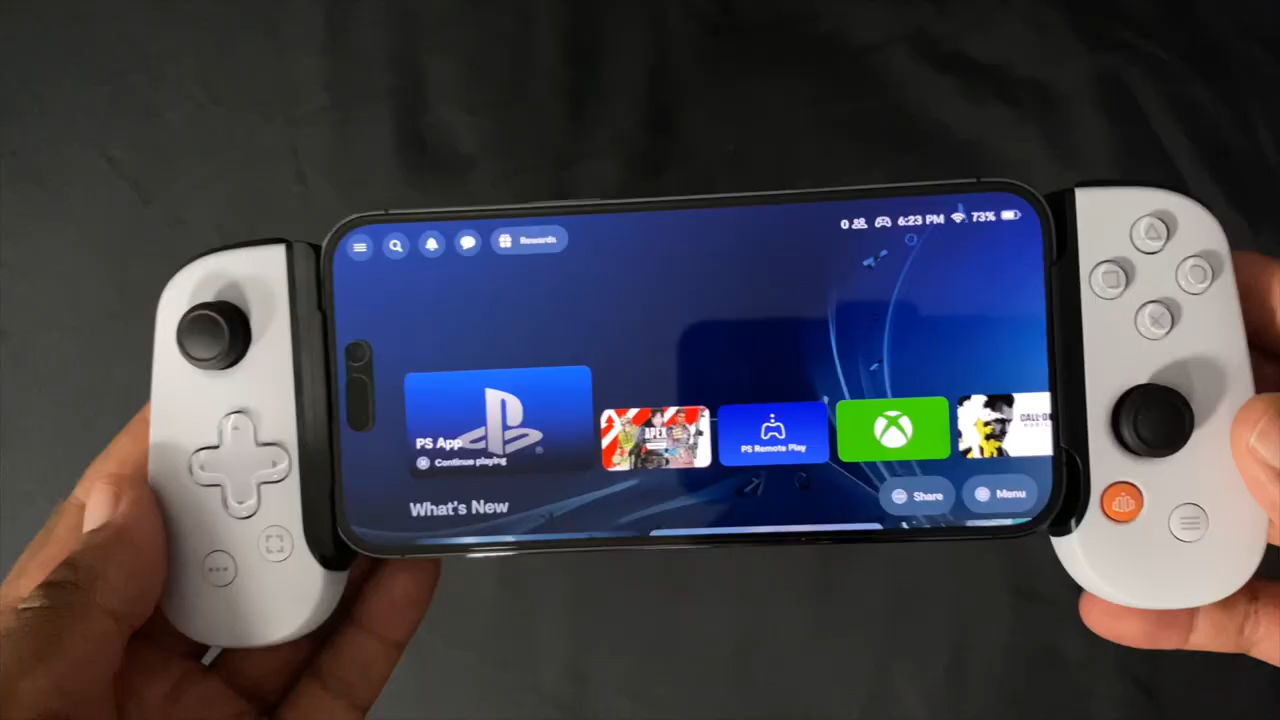 Rewards
0
6:23 PM
73%
PS App
Continue playing
APEX
PS Remote Play
CALL OF
MOBILE
What's New
Share
Menu